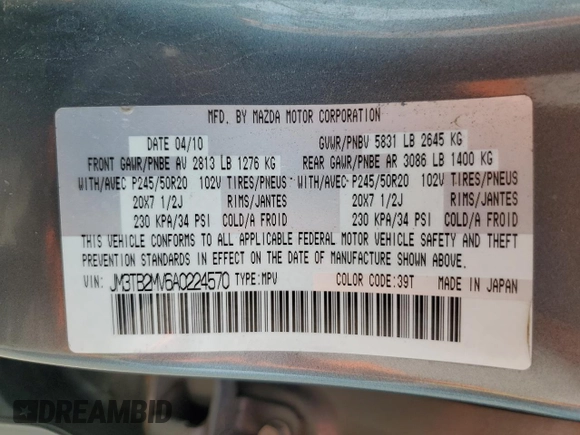 MFD. BY MAZDA MOTOR CORPORATION
DATE 04/10 GVWR/PNBV 5831 LB 2645 KG
FRONT GAWR/PNBE AV 2813 LB 1276 KG REAR GAWR/PNBE AR 3086 LB 1400 KG
WITH/AVEC P245/50R20 102V TIRES/PNEUS WITH/AVEC P245/50R20 102V TIRES/PNEUS
20X7 1/2J RIMS/JANTES 20X7 1/2J RIMS/JANTES
230 KPA/34 PSI COLD/A FROID 230 KPA/34 PSI COLD/A FROID
THIS VEHICLE CONFORMS TO ALL APPLICABLE FEDERAL MOTOR VEHICLE SAFETY AND THEFT
PREVENTION STANDARDS IN EFFECT ON THE DATE OF MANUFACTURE SHOWN ABOVE.
VIN: JM3TB2MV6A0224570 TYPE:MPV COLOR CODE:39T MADE IN JAPAN
DREAMBID